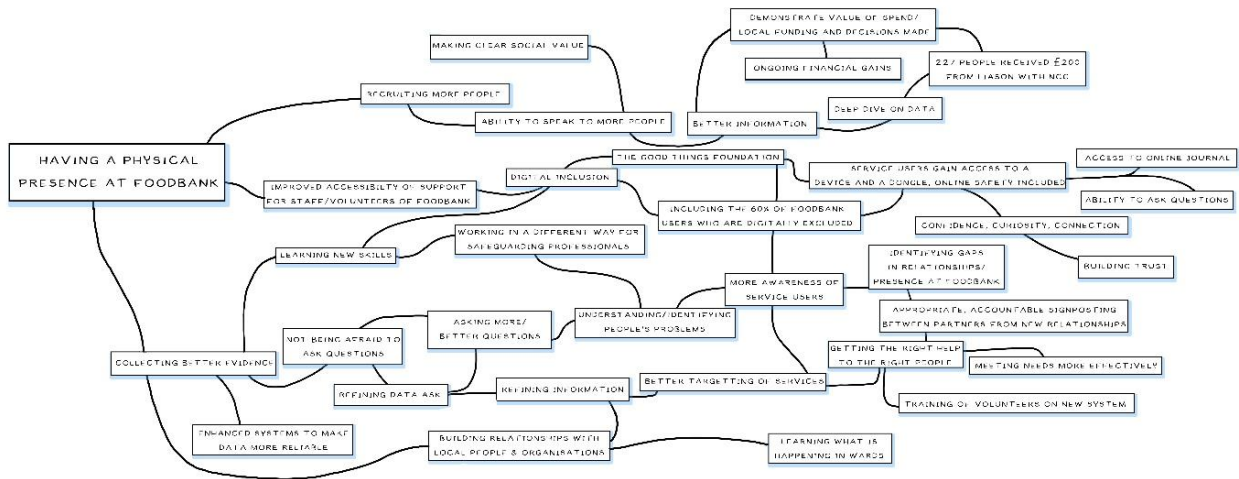 DEMONSTRATE VALUE OF SPEND/
LOCAL FUNDING AND DECISIONS MADE
MAKING CLEAR SOCIAL VALUE
ONGOING FINANCIAL GAINS
227 PEOPLE RECEIVED £200
FROM LIASON WITH NCC
RECRUITING MORE PEOPLE
DEEP DIVE ON DATA
ABILITY TO SPEAK TO MORE PEOPLE
BETTER INFORMATION
HAVING A PHYSICAL
PRESENCE AT FOODBANK
THE GOOD THINGS FOUNDATION
ACCESS TO ONLINE JOURNAL
DIGITAL INCLUSION
SERVICE USERS GAIN ACCESS TO A
DEVICE AND A DONGLE, ONLINE SAFETY INCLUDED
IMPROVED ACCESSIBLTY OF SUPPORT
FOR STAFF/VOLUNTEERS OF FOODBANK
ABILITY TO ASK QUESTIONS
INCLUDING THE 60% OF FOODBANK
USERS WHO ARE DIGITALLY EXCLUDED
CONFIDENCE, CURIOSITY, CONNECTION
WORKING IN A DIFFERENT WAY FOR
SAFEGUARDING PROFESSIONALS
LEARNING NEW SKILLS
IDENTIFYING GAPS
IN RELATIONSHIPS/
PRESENCE AT FOODBANK
BUILDING TRUST
MORE AWARENESS OF
SERVICE USERS
UNDERSTANDING/IDENTIFYING
PEOPLE'S PROBLEMS
APPROPRIATE, ACCOUNTABLE SIGNPOSTING
BETWEEN PARTNERS FROM NEW RELATIONSHIPS
ASKING MORE/
BETTER QUESTIONS
NOT BEING AFRAID TO
ASK QUESTIONS
GETTING THE RIGHT HELP
TO THE RIGHT PEOPLE
COLLECTING BETTER EVIDENCE
MEETING NEEDS MORE EFFECTIVELY
BETTER TARGETTING OF SERVICES
REFINING DATA ASK
REFINING INFORMATION
TRAINING OF VOLUNTEERS ON NEW SYSTEM
ENHANCED SYSTEMS TO MAKE
DATA MORE RELIABLE
BUILDING RELATIONSHIPS WITH
LOCAL PEOPLE & ORGANISATIONS
LEARNING WHAT IS
HAPPENING IN WARDS